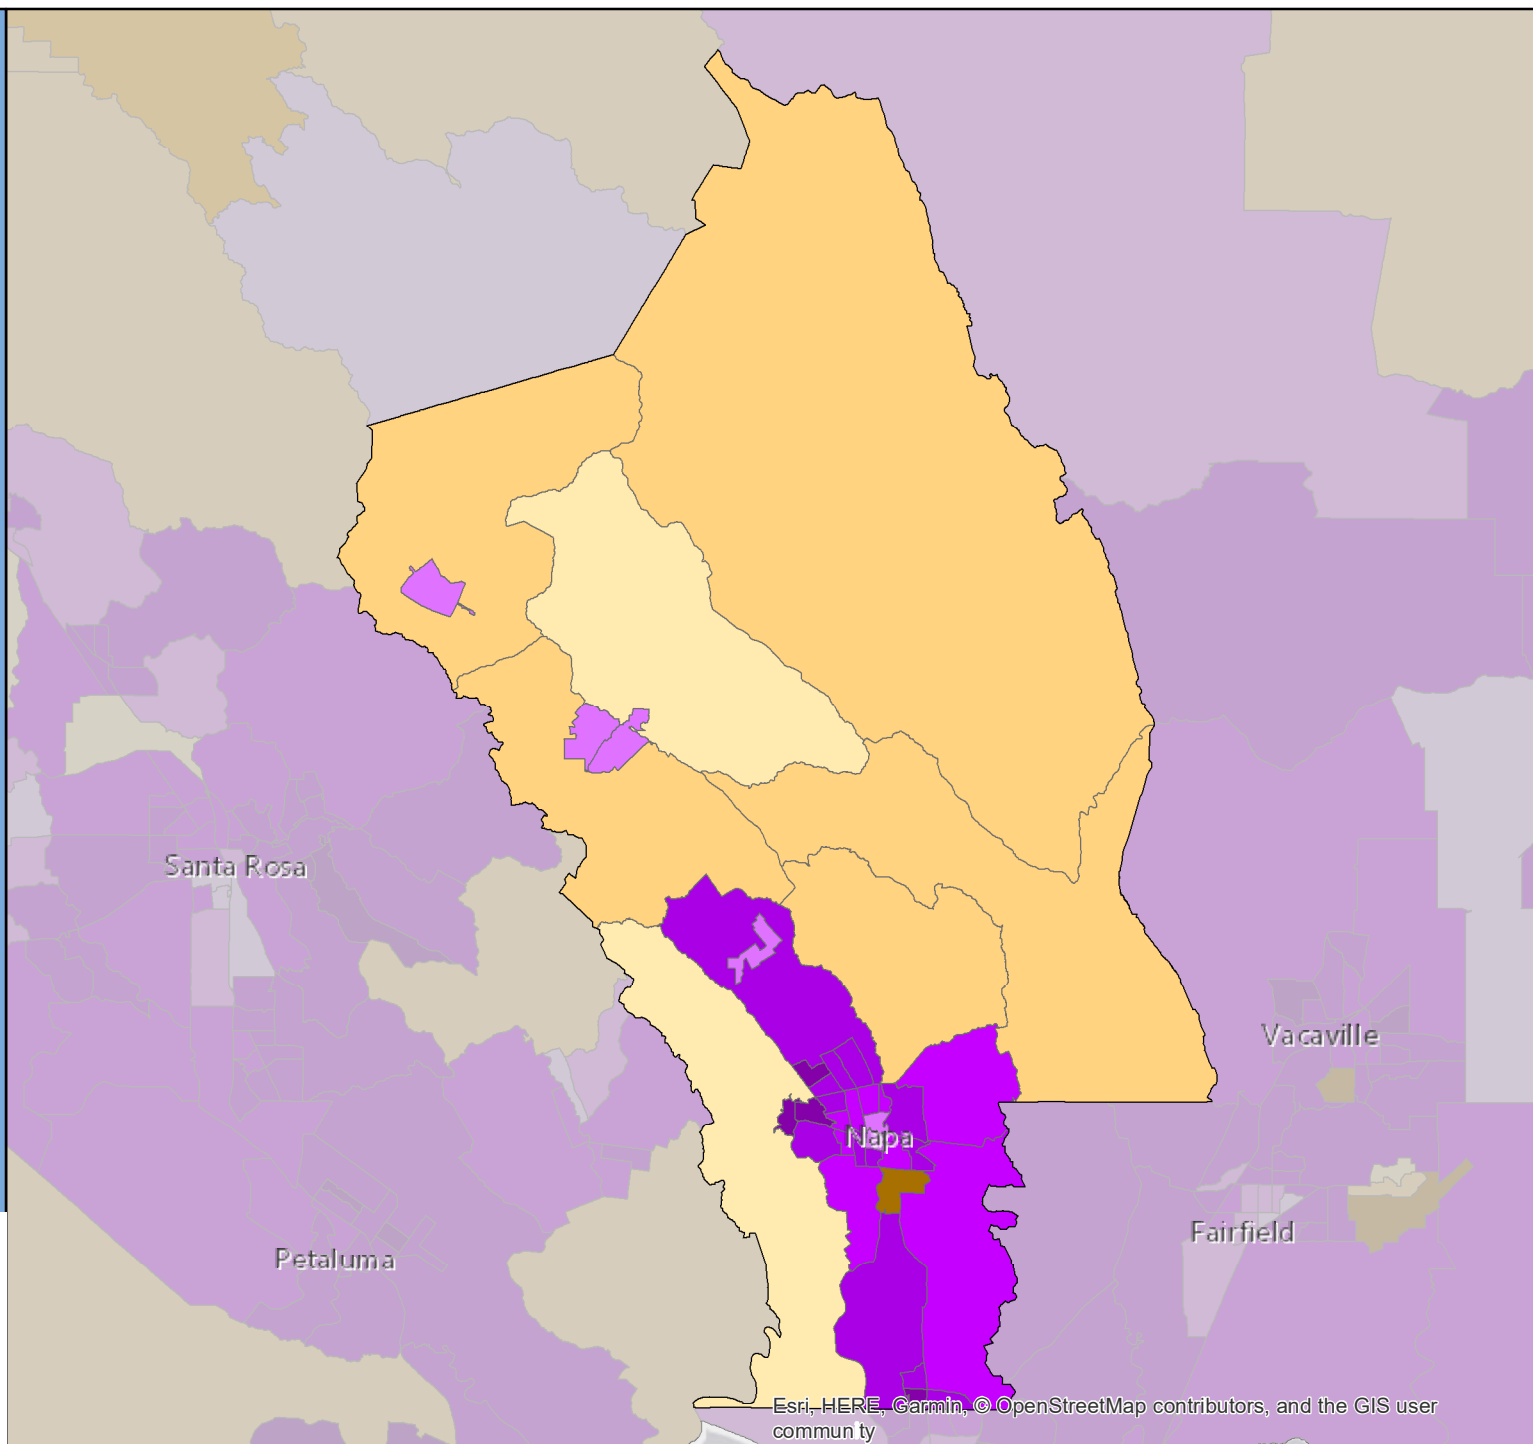 Santa Rosa
Vacaville
Napa
Fairfield
Petaluma
Esri, HERE, Garmin, © OpenStreetMap contributors, and the GIS user
community